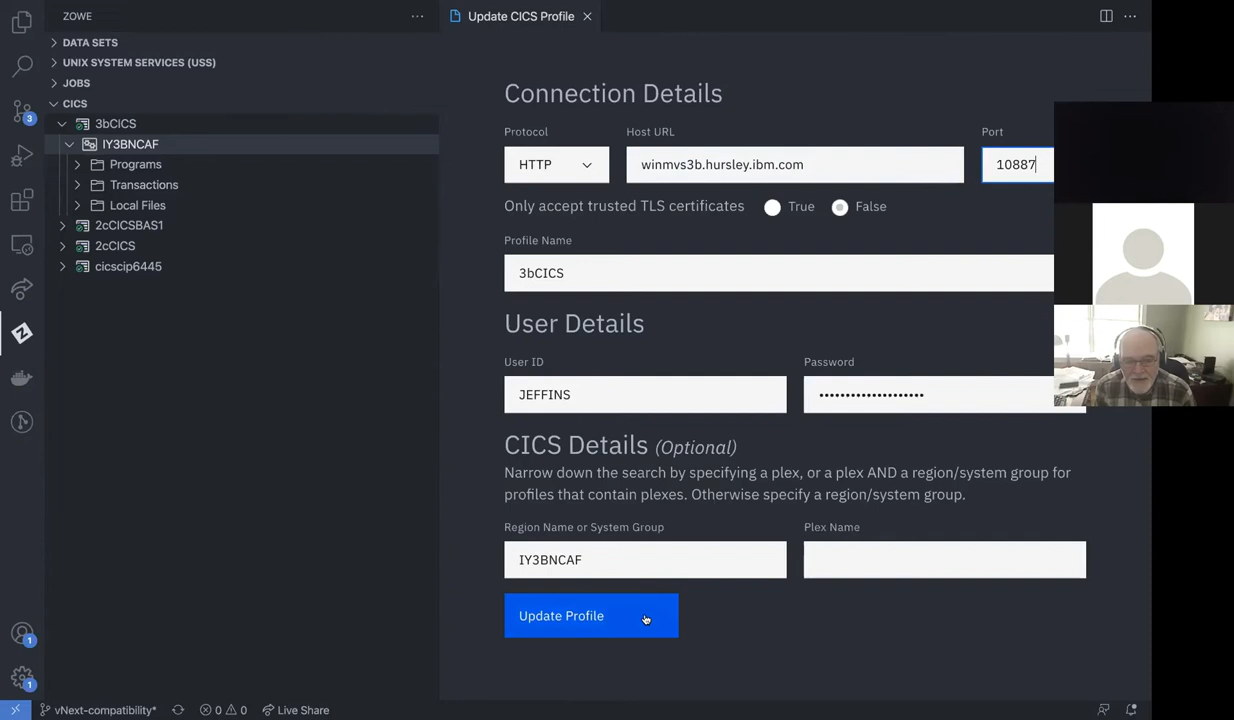 ZOWE
DATA SETS
UNIX SYSTEM SERVICES (USS)
JOBS
CICS
3bCICS
IY3BNCAF
Programs
Transactions
Local Files
2cCICSBAS1
2cCICS
cicscip6445
3
1
1
vNext-compatibility*
0
0
Live Share
Update CICS Profile
Connection Details
Protocol
Host URL
Port
HTTP
winmvs3b.hursley.ibm.com
10887
Only accept trusted TLS certificates
True
False
Profile Name
3bCICS
User Details
User ID
Password
JEFFINS
••••••••••••••••••••
CICS Details (Optional)
Narrow down the search by specifying a plex, or a plex AND a region/system group for
profiles that contain plexes. Otherwise specify a region/system group.
Region Name or System Group
Plex Name
IY3BNCAF
Update Profile